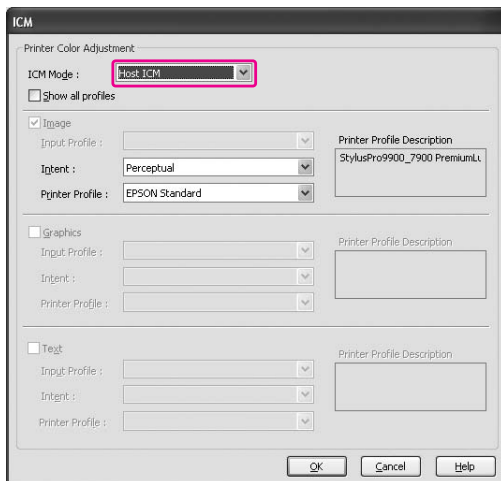 ICM
Printer Color Adjustment
ICM Mode :
Host ICM
Show all profiles
Image
Input Profile :
Printer Profile Description
Intent :
Perceptual
StylusPro9900_7900 PremiumLu
Printer Profile :
EPSON Standard
Graphics
Input Profile :
Printer Profile Description
Intent :
Printer Profile :
Text
Input Profile :
Printer Profile Description
Intent :
Printer Profile :
OK
Cancel
Help